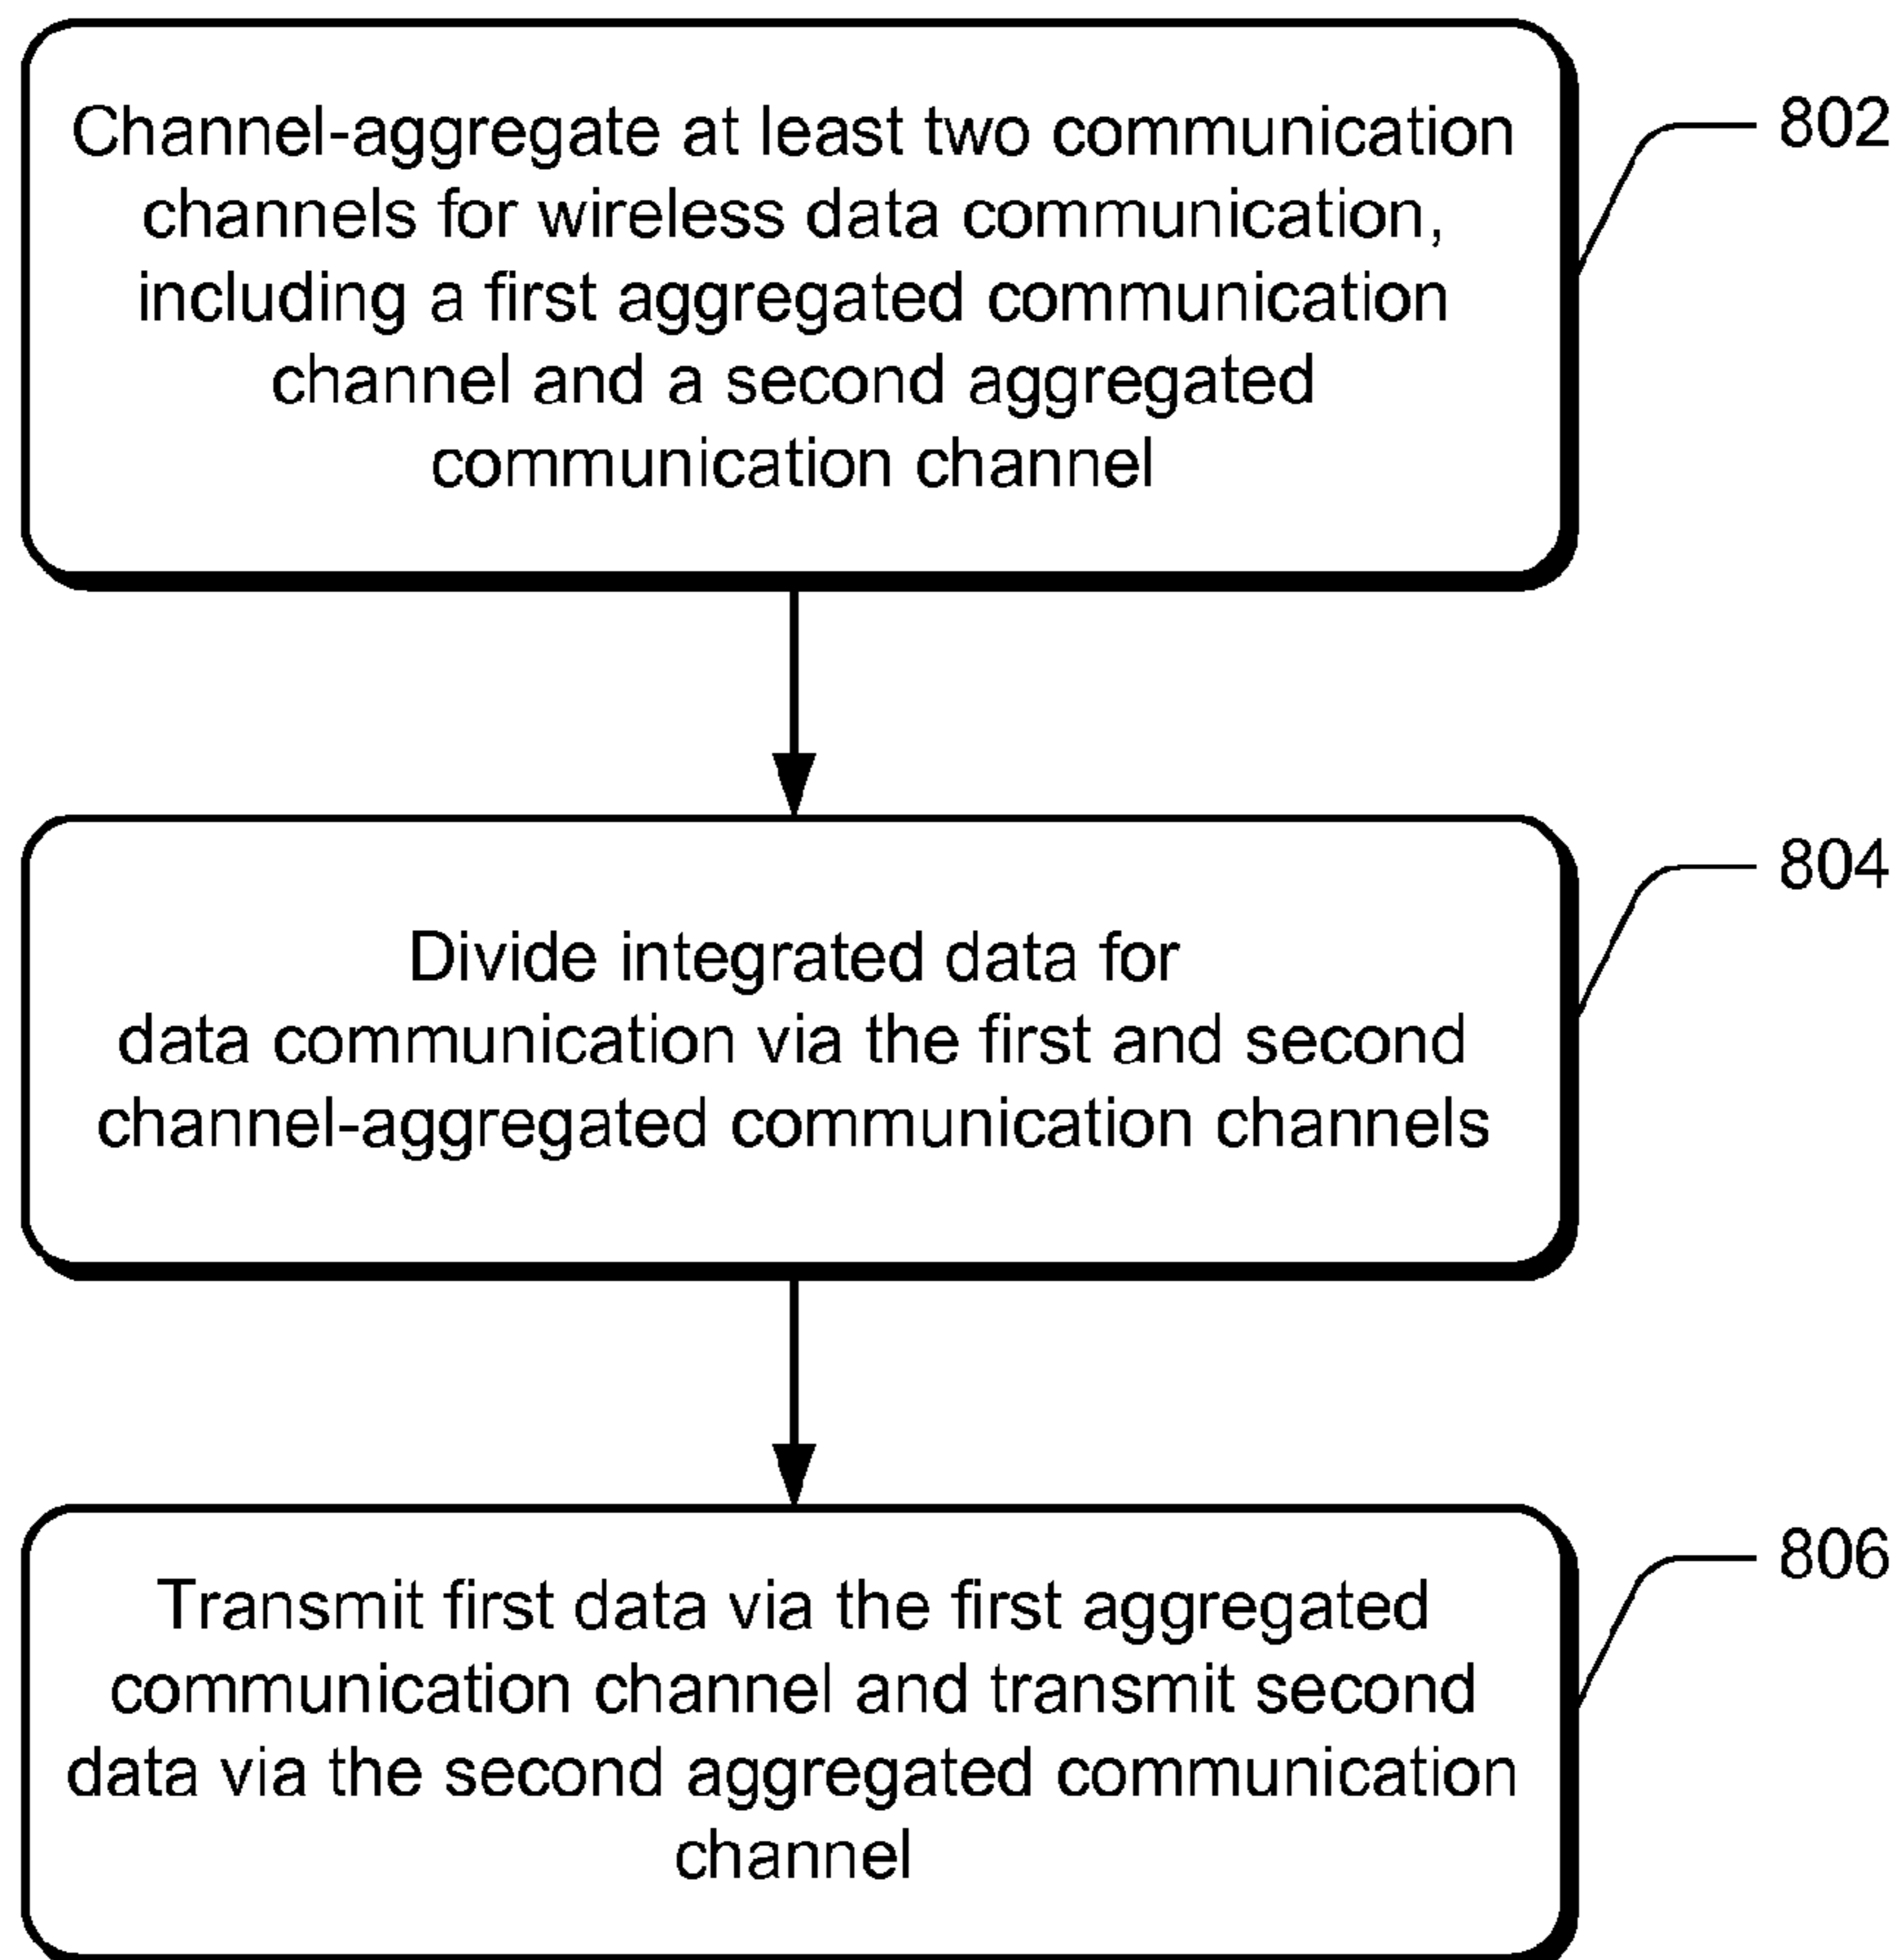 Channel-aggregate at least two communication
channels for wireless data communication,
including a first aggregated communication
channel and a second aggregated
communication channel
802
Divide integrated data for
data communication via the first and second
channel-aggregated communication channels
804
Transmit first data via the first aggregated
communication channel and transmit second
data via the second aggregated communication
channel
806